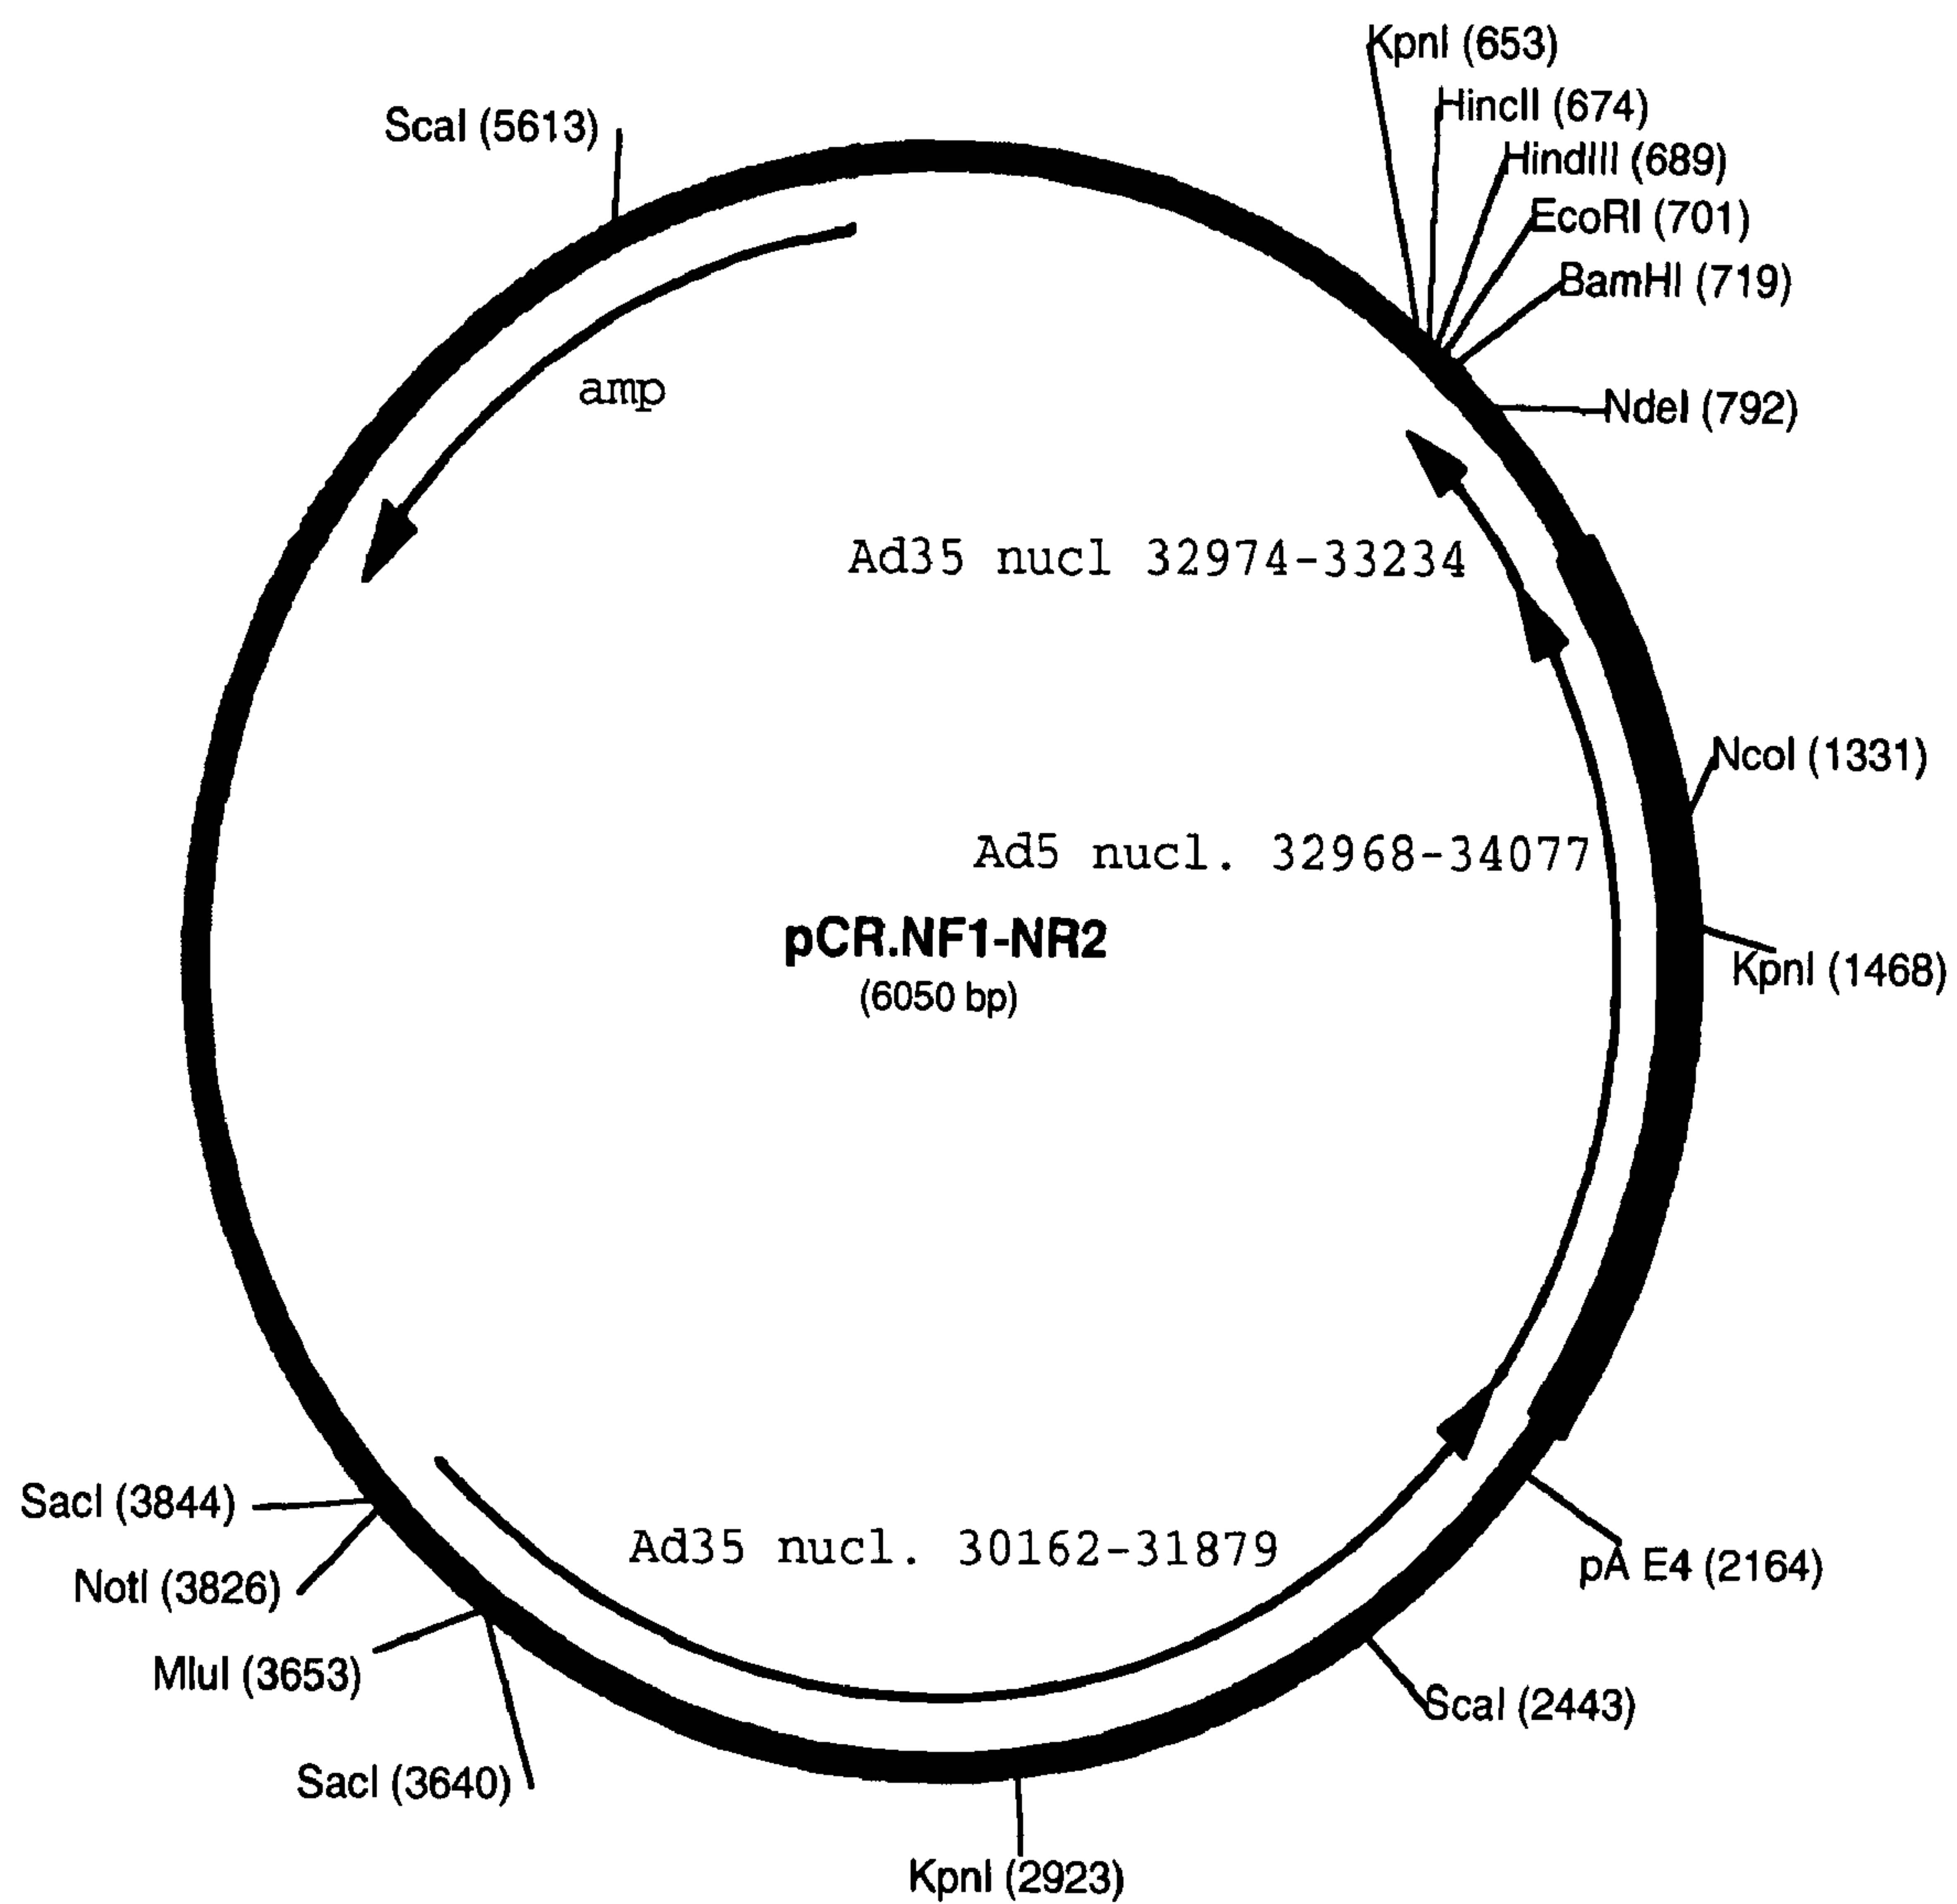 KpnI (653)
HincII (674)
ScaI (5613)
HindIII (689)
EcoRI (701)
BamHI (719)
amp
NdeI (792)
Ad35 nucl 32974-33234
NcoI (1331)
Ad5 nucl. 32968-34077
pCR.NF1-NR2
KpnI (1468)
(6050 bp)
SacI (3844)
Ad35 nucl. 30162-31879
pA E4 (2164)
NotI (3826)
MluI (3653)
ScaI (2443)
SacI (3640)
KpnI (2923)